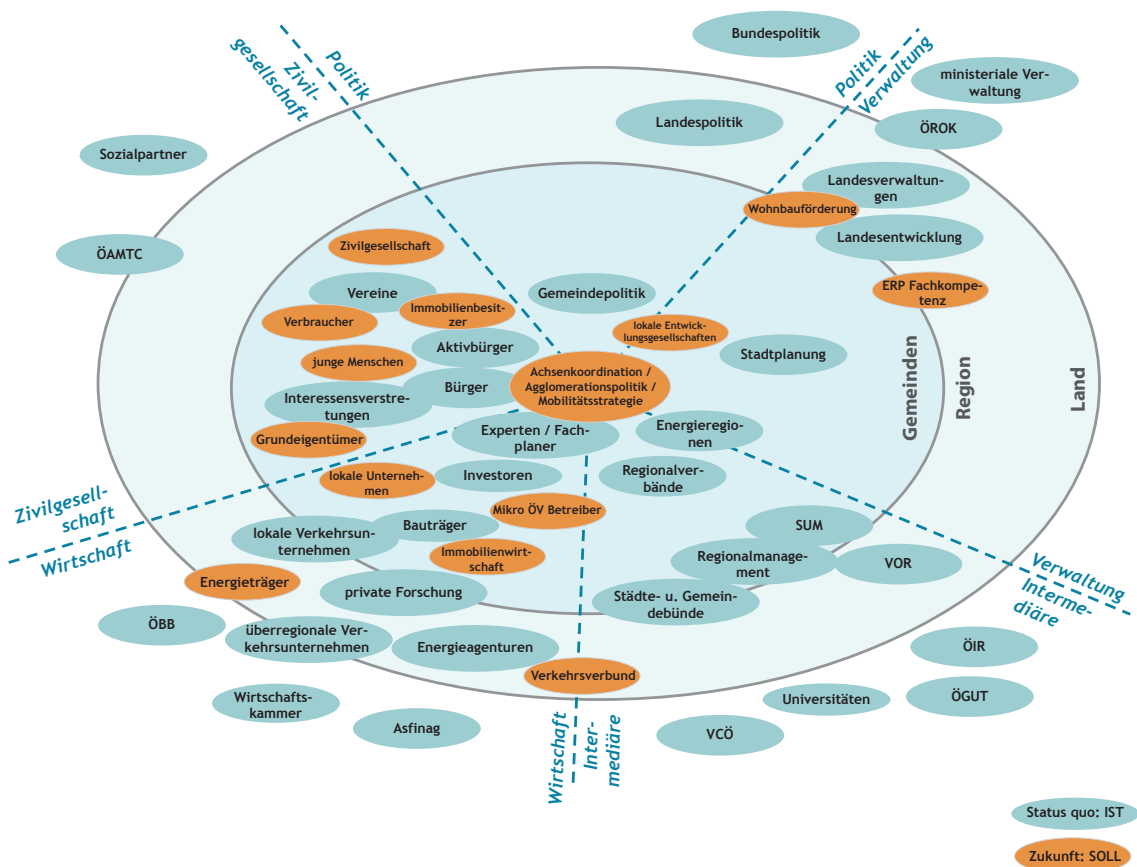 Bundespolitik
Politik
Verwaltung
ministeriale Ver-
waltung
Politik
Zivil-
gesellschaft
Landespolitik
ÖROK
Sozialpartner
Landesverwaltun-
gen
Wohnbauförderung
Landesentwicklung
Zivilgesellschaft
ÖAMTC
ERP Fachkompe-
tenz
Vereine
Gemeindepolitik
Immobilienbesit-
zer
Verbraucher
lokale Entwick-
lungsgesellschaften
Aktivbürger
Stadtplanung
junge Menschen
Achsenkoordination /
Agglomerationspolitik /
Mobilitätsstrategie
Bürger
Gemeinden
Region
Land
Interessensverstre-
tungen
Grundeigentümer
Experten / Fach-
planer
Energieregio-
nen
lokale Unterneh-
men
Investoren
Regionalver-
bände
Zivilgesell-
schaft
Wirtschaft
Mikro ÖV Betreiber
Bauträger
lokale Verkehrsun-
ternehmen
SUM
Immobilienwirt-
schaft
Regionalmanage-
ment
VOR
Energieträger
private Forschung
Städte- u. Gemein-
debünde
Verwaltung
Interme-
diäre
ÖBB
überregionale Ver-
kehrsunternehmen
Energieagenturen
ÖIR
Verkehrsverbund
Wirtschafts-
kammer
Universitäten
ÖGUT
Asfinag
VCÖ
Wirtschaft
Inter-
mediäre
Status quo: IST
Zukunft: SOLL